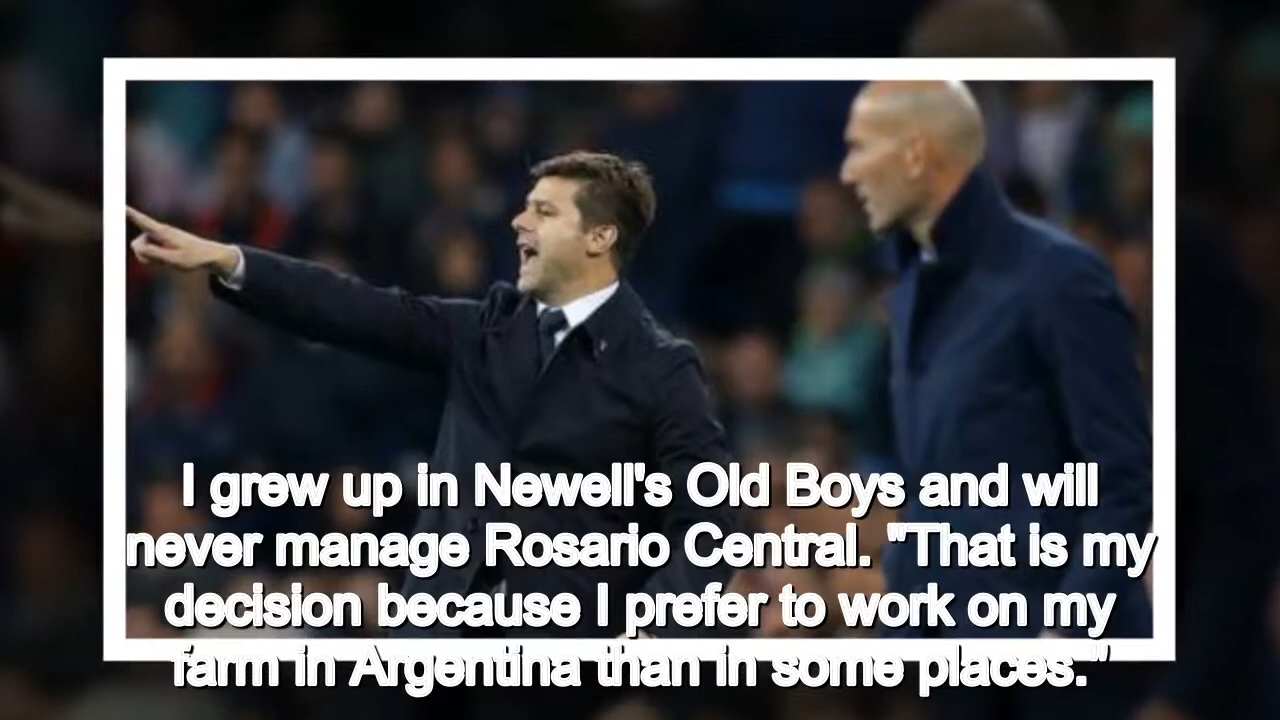 I grew up in Newell's Old Boys and will
never manage Rosario Central. "That is my
decision because I prefer to work on my
farm in Argentina than in some places."